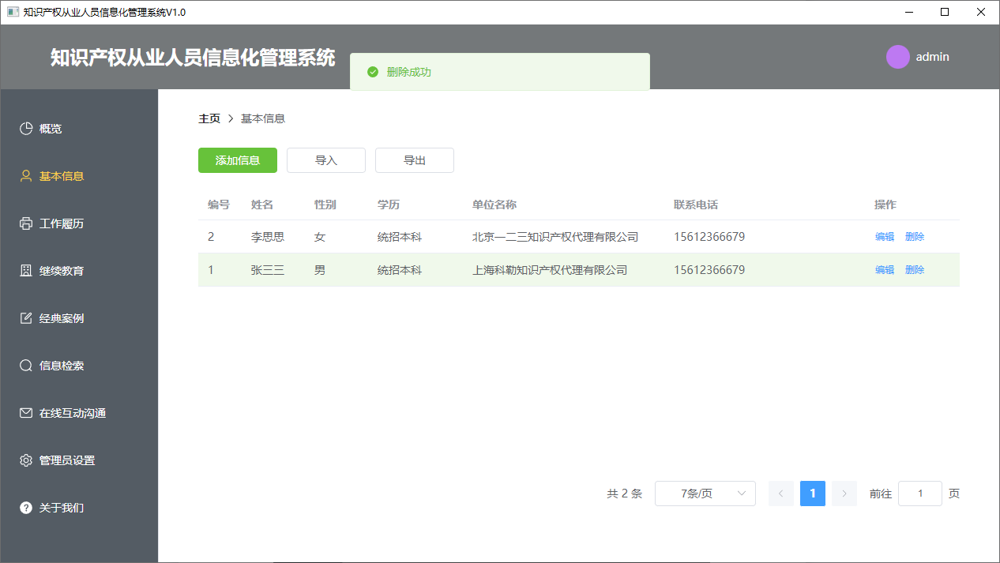 知识产权从业人员信息化管理系统V1.0
知识产权从业人员信息化管理系统
删除成功
admin
概览
基本信息
工作履历
继续教育
经典案例
信息检索
在线互动沟通
管理员设置
关于我们
主页 > 基本信息
添加信息 导入 导出
编号 姓名 性别 学历 单位名称 联系电话 操作
2 李思思 女 统招本科 北京一二三知识产权代理有限公司 15612366679 编辑 删除
1 张三三 男 统招本科 上海科勒知识产权代理有限公司 15612366679 编辑 删除
共 2 条 7条/页 < 1 > 前往 1 页